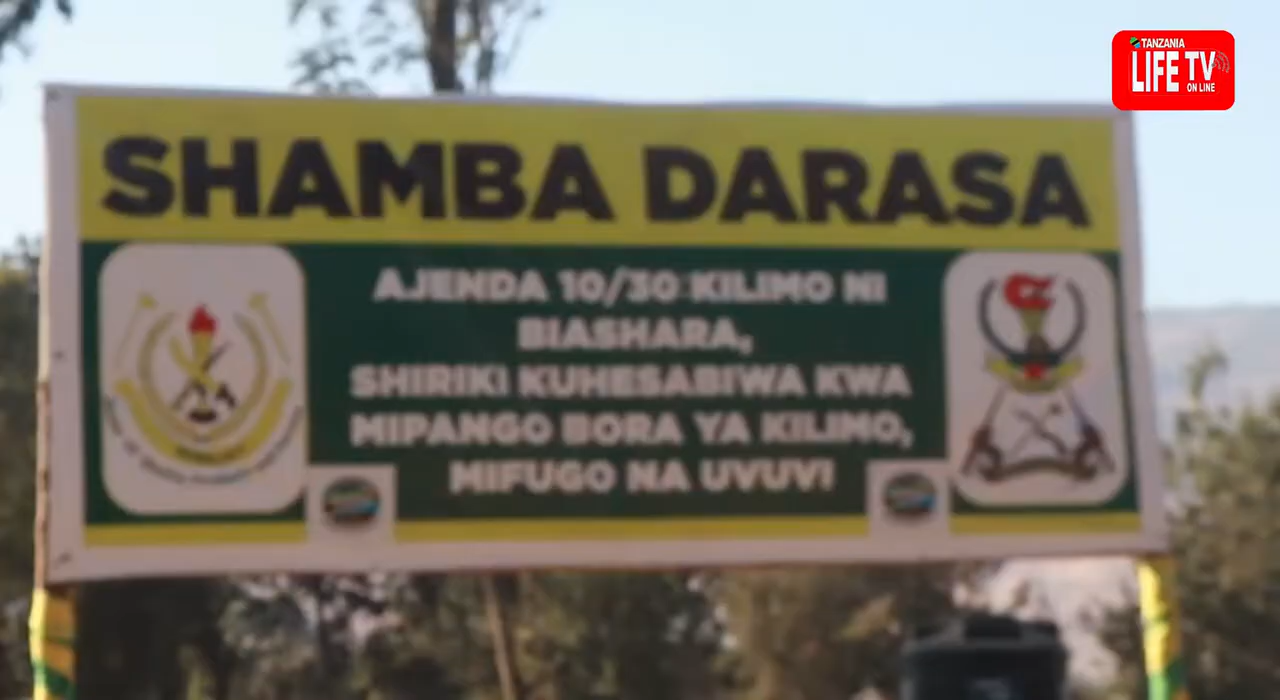 TANZANIA
LIFE TV
ON LINE
SHAMBA DARASA
AJENDA 10/30 KILIMO NI
BIASHARA,
SHIRIKI KUHESABIWA KWA
MIPANGO BORA YA KILIMO,
MIFUGO NA UVUVI